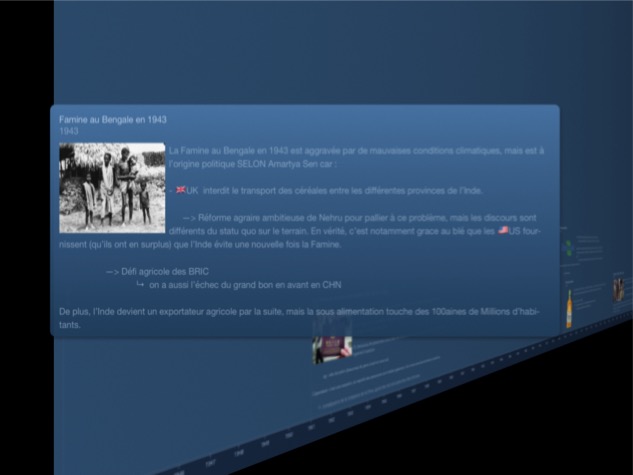 Famine au Bengale en 1943
1943
La Famine au Bengale en 1943 est aggravée par de mauvaises conditions climatiques, mais est à
l'origine politique SELON Amartya Sen car :
- UK interdit le transport des céréales entre les différentes provinces de l'Inde.
—> Réforme agraire ambitieuse de Nehru pour pallier à ce problème, mais les discours sont
différents du statu quo sur le terrain. En vérité, c'est notamment grace au blé que les US four-
nissent (qu'ils ont en surplus) que l'Inde évite une nouvelle fois la Famine.
—> Défi agricole des BRIC
↳ on a aussi l'échec du grand bon en avant en CHN
De plus, l'Inde devient un exportateur agricole par la suite, mais la sous alimentation touche des 100aines de Millions d'habi-
tants.